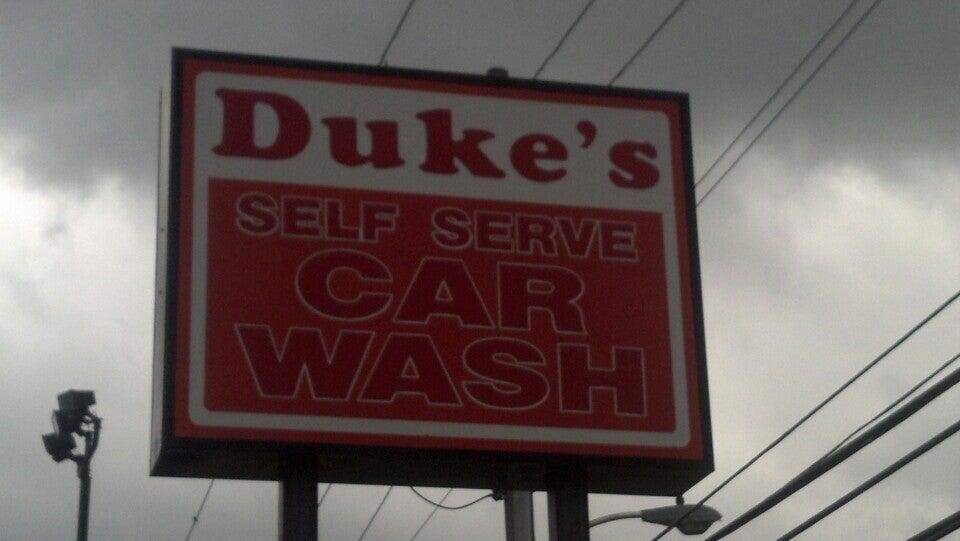 Duke's
SELF SERVE
CAR
WASH